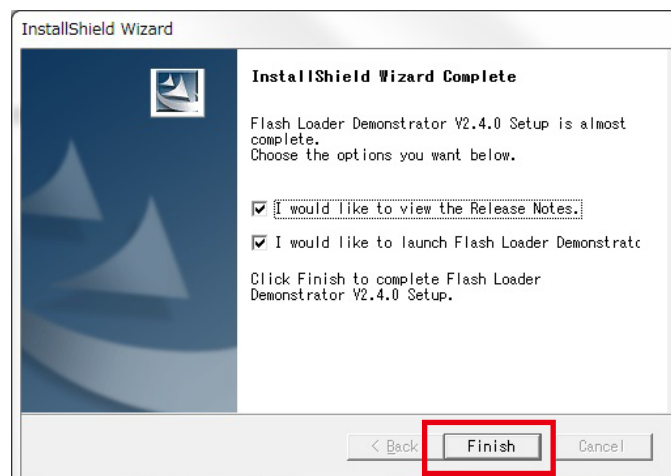 InstallShield Wizard
InstallShield Wizard Complete
Flash Loader Demonstrator V2.4.0 Setup is almost
complete.
Choose the options you want below.
I would like to view the Release Notes.
I would like to launch Flash Loader Demonstratc
Click Finish to complete Flash Loader
Demonstrator V2.4.0 Setup.
< Back
Finish
Cancel